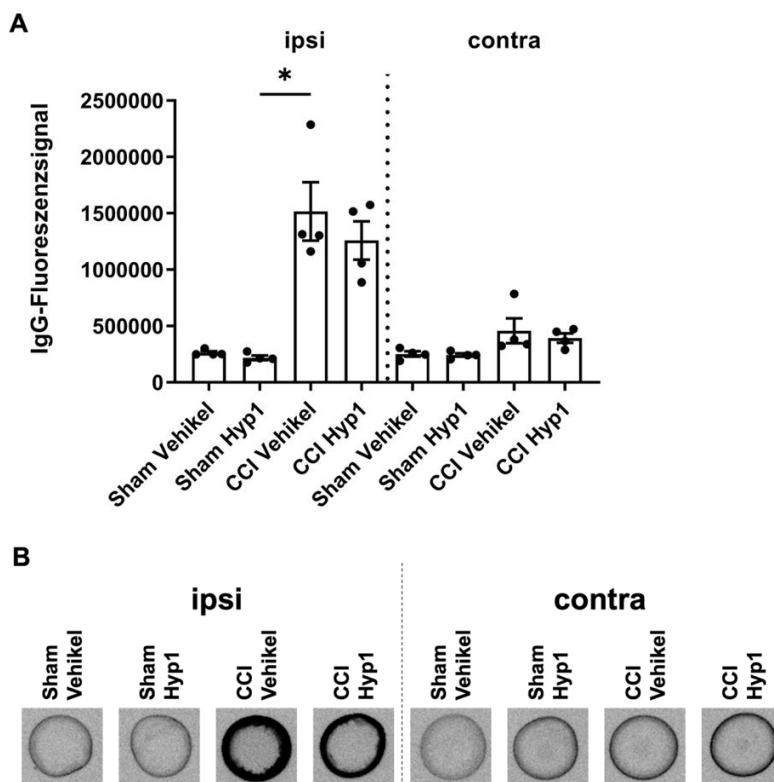 A
ipsi
contra
*
IgG-Fluoreszenzsignal
2500000
2000000
1500000
1000000
500000
0
Sham Vehikel
Sham Hyp1
CCI Vehikel
CCI Hyp1
Sham Vehikel
Sham Hyp1
CCI Vehikel
CCI Hyp1
B
ipsi
contra
Sham
Vehikel
Sham
Hyp1
CCI
Vehikel
CCI
Hyp1
Sham
Vehikel
Sham
Hyp1
CCI
Vehikel
CCI
Hyp1